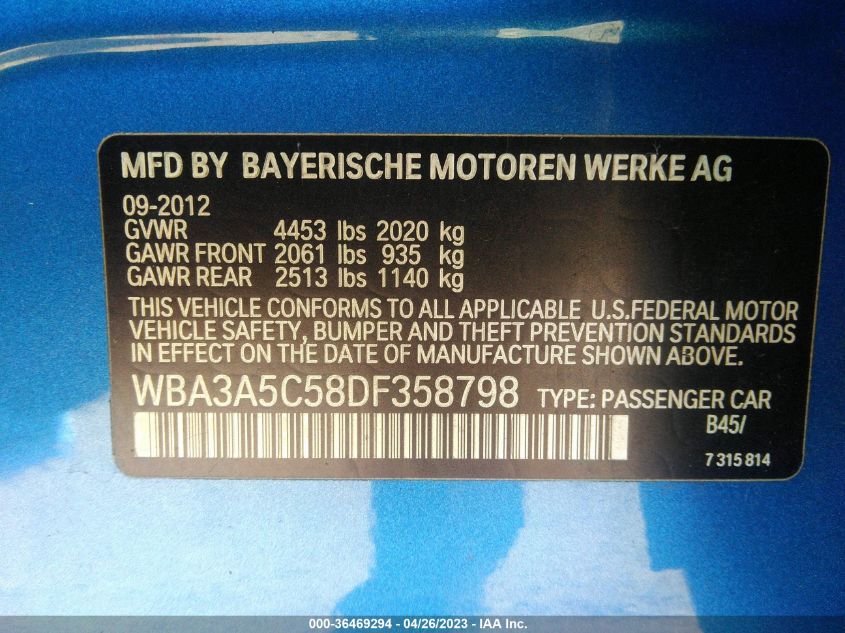 MFD BY BAYERISCHE MOTOREN WERKE AG
09-2012
GVWR 4453 lbs 2020 kg
GAWR FRONT 2061 lbs 935 kg
GAWR REAR 2513 lbs 1140 kg
THIS VEHICLE CONFORMS TO ALL APPLICABLE U.S.FEDERAL MOTOR
VEHICLE SAFETY, BUMPER AND THEFT PREVENTION STANDARDS
IN EFFECT ON THE DATE OF MANUFACTURE SHOWN ABOVE.
WBA3A5C58DF358798 TYPE: PASSENGER CAR
B45/
7 315 814
000-36469294 - 04/26/2023 - IAA Inc.